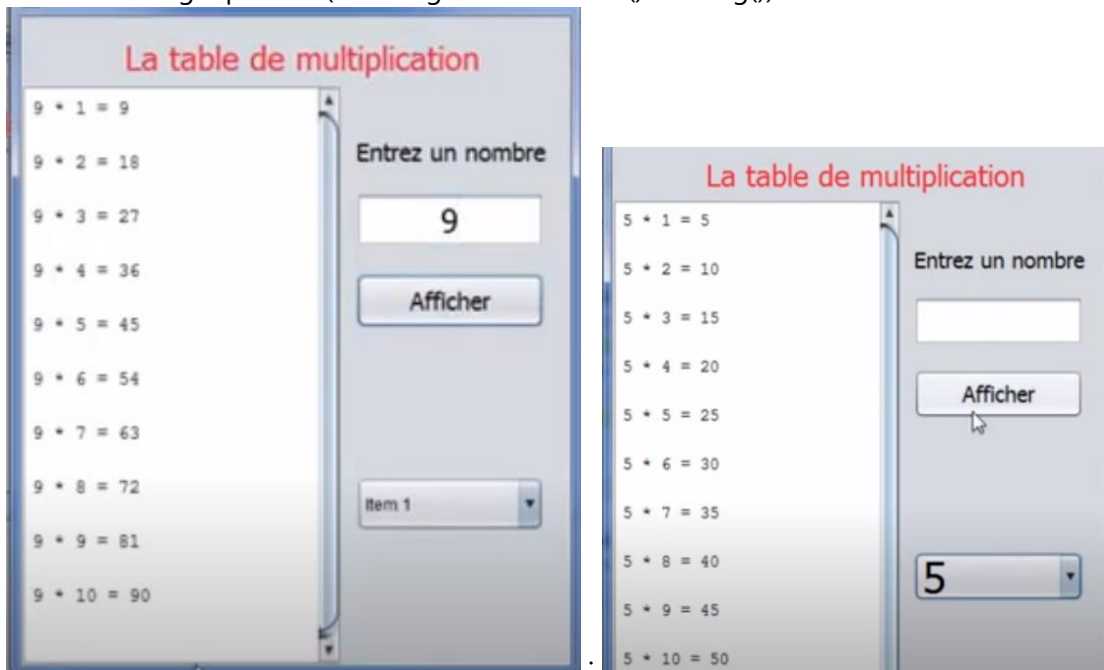 La table de multiplication
9 * 1 = 9
9 * 2 = 18
9 * 3 = 27
9 * 4 = 36
9 * 5 = 45
9 * 6 = 54
9 * 7 = 63
9 * 8 = 72
9 * 9 = 81
9 * 10 = 90
Entrez un nombre
9
Afficher
Item 1
.
La table de multiplication
5 * 1 = 5
5 * 2 = 10
5 * 3 = 15
5 * 4 = 20
5 * 5 = 25
5 * 6 = 30
5 * 7 = 35
5 * 8 = 40
5 * 9 = 45
5 * 10 = 50
Entrez un nombre
Afficher
5